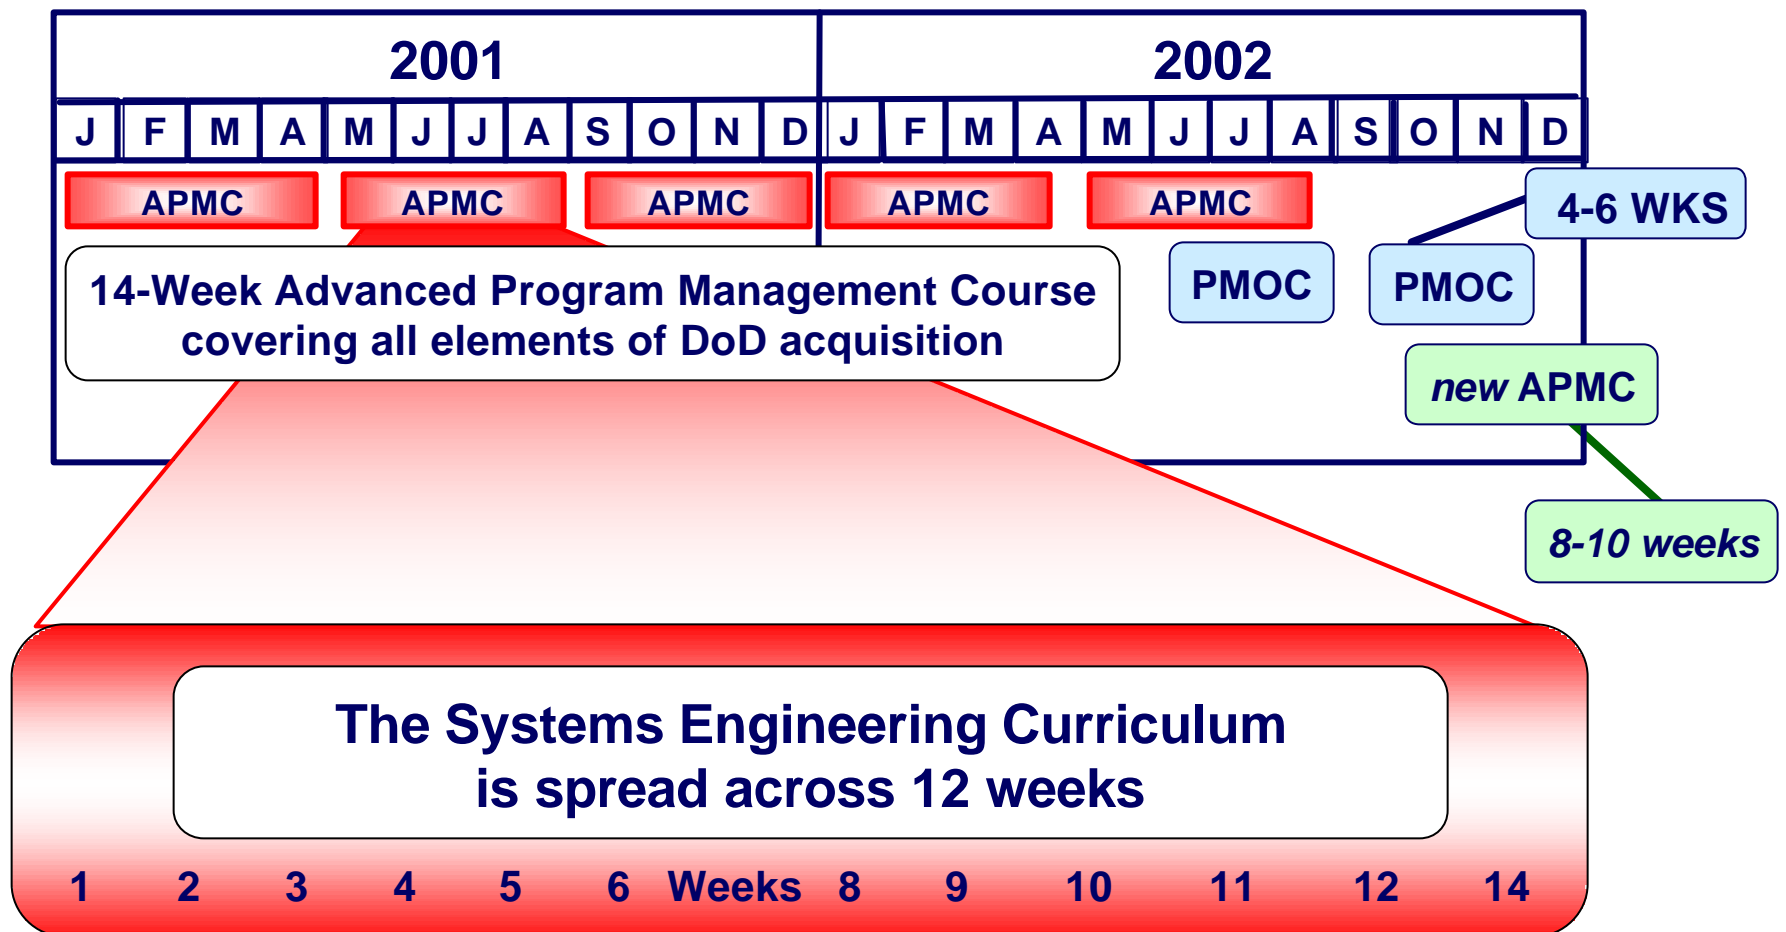 2001 2002
J F M A M J J A S O N D J F M A M J J A S O N D
APMC APMC APMC APMC APMC
4-6 WKS
PMOC PMOC
14-Week Advanced Program Management Course
covering all elements of DoD acquisition
new APMC
8-10 weeks
The Systems Engineering Curriculum
is spread across 12 weeks
1 2 3 4 5 6 Weeks 8 9 10 11 12 14